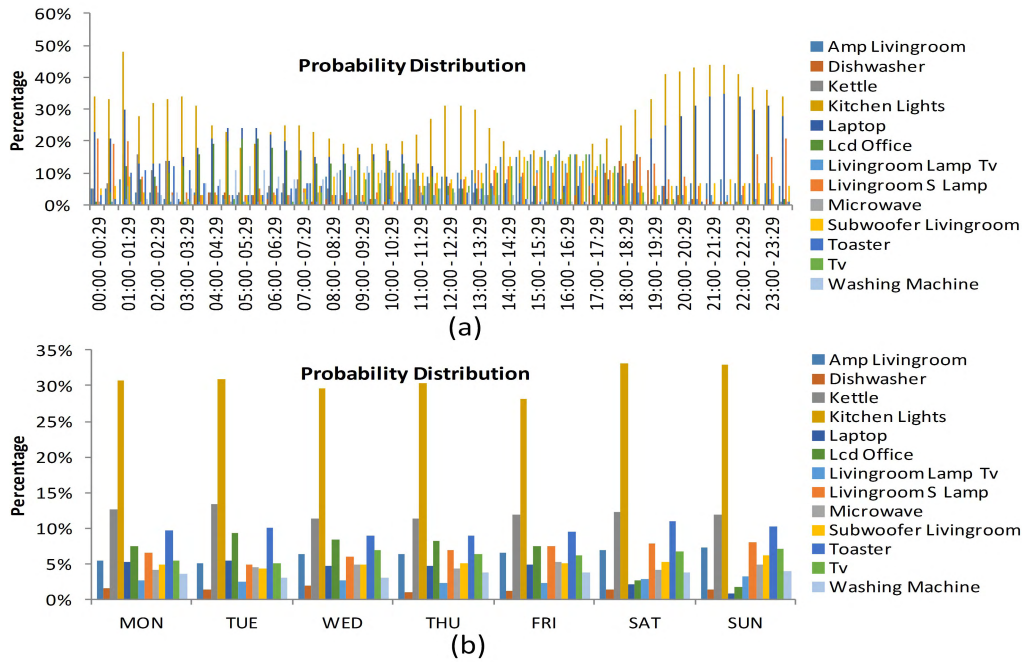 60%
50%
40%
30%
20%
10%
0%
Percentage
Probability Distribution
00:00 - 00:29
01:00 - 01:29
02:00 - 02:29
03:00 - 03:29
04:00 - 04:29
05:00 - 05:29
06:00 - 06:29
07:00 - 07:29
08:00 - 08:29
09:00 - 09:29
10:00 - 10:29
11:00 - 11:29
12:00 - 12:29
13:00 - 13:29
14:00 - 14:29
15:00 - 15:29
16:00 - 16:29
17:00 - 17:29
18:00 - 18:29
19:00 - 19:29
20:00 - 20:29
21:00 - 21:29
22:00 - 22:29
23:00 - 23:29
Amp Livingroom
Dishwasher
Kettle
Kitchen Lights
Laptop
Lcd Office
Livingroom Lamp Tv
Livingroom S Lamp
Microwave
Subwoofer Livingroom
Toaster
Tv
Washing Machine
(a)
35%
30%
25%
20%
15%
10%
5%
0%
Percentage
Probability Distribution
MON TUE WED THU FRI SAT SUN
Amp Livingroom
Dishwasher
Kettle
Kitchen Lights
Laptop
Lcd Office
Livingroom Lamp Tv
Livingroom S Lamp
Microwave
Subwoofer Livingroom
Toaster
Tv
Washing Machine
(b)